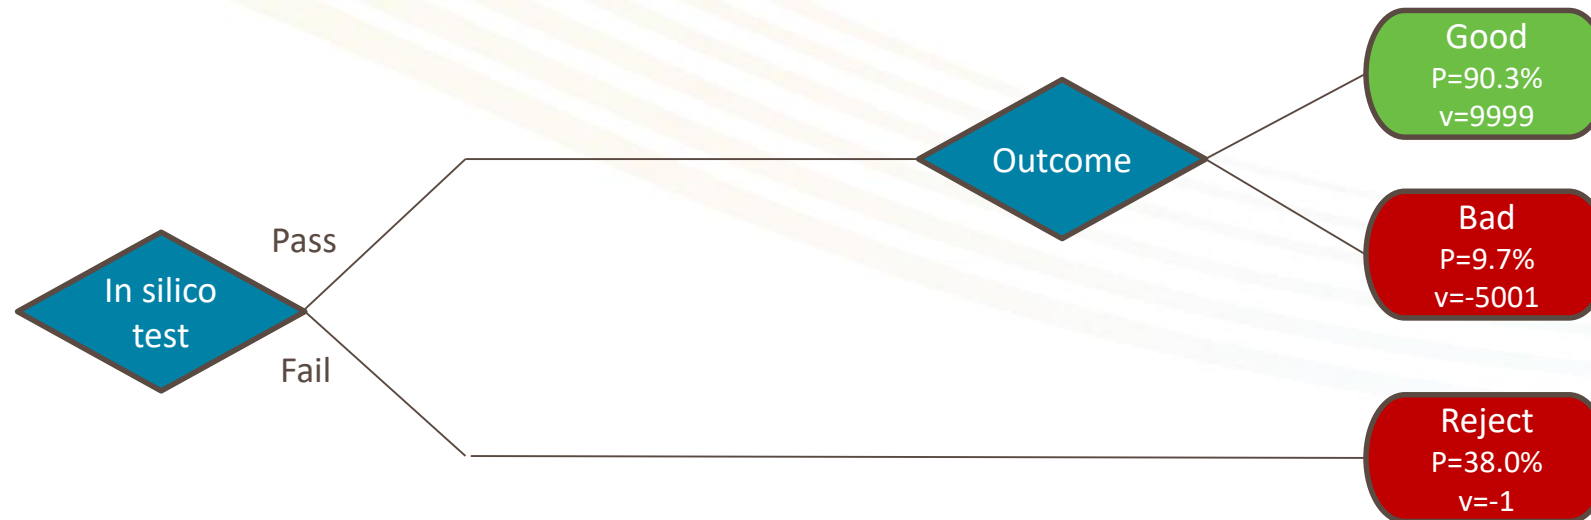 Good
P=90.3%
v=9999
Outcome
Bad
P=9.7%
v=-5001
Pass
In silico
test
Fail
Reject
P=38.0%
v=-1